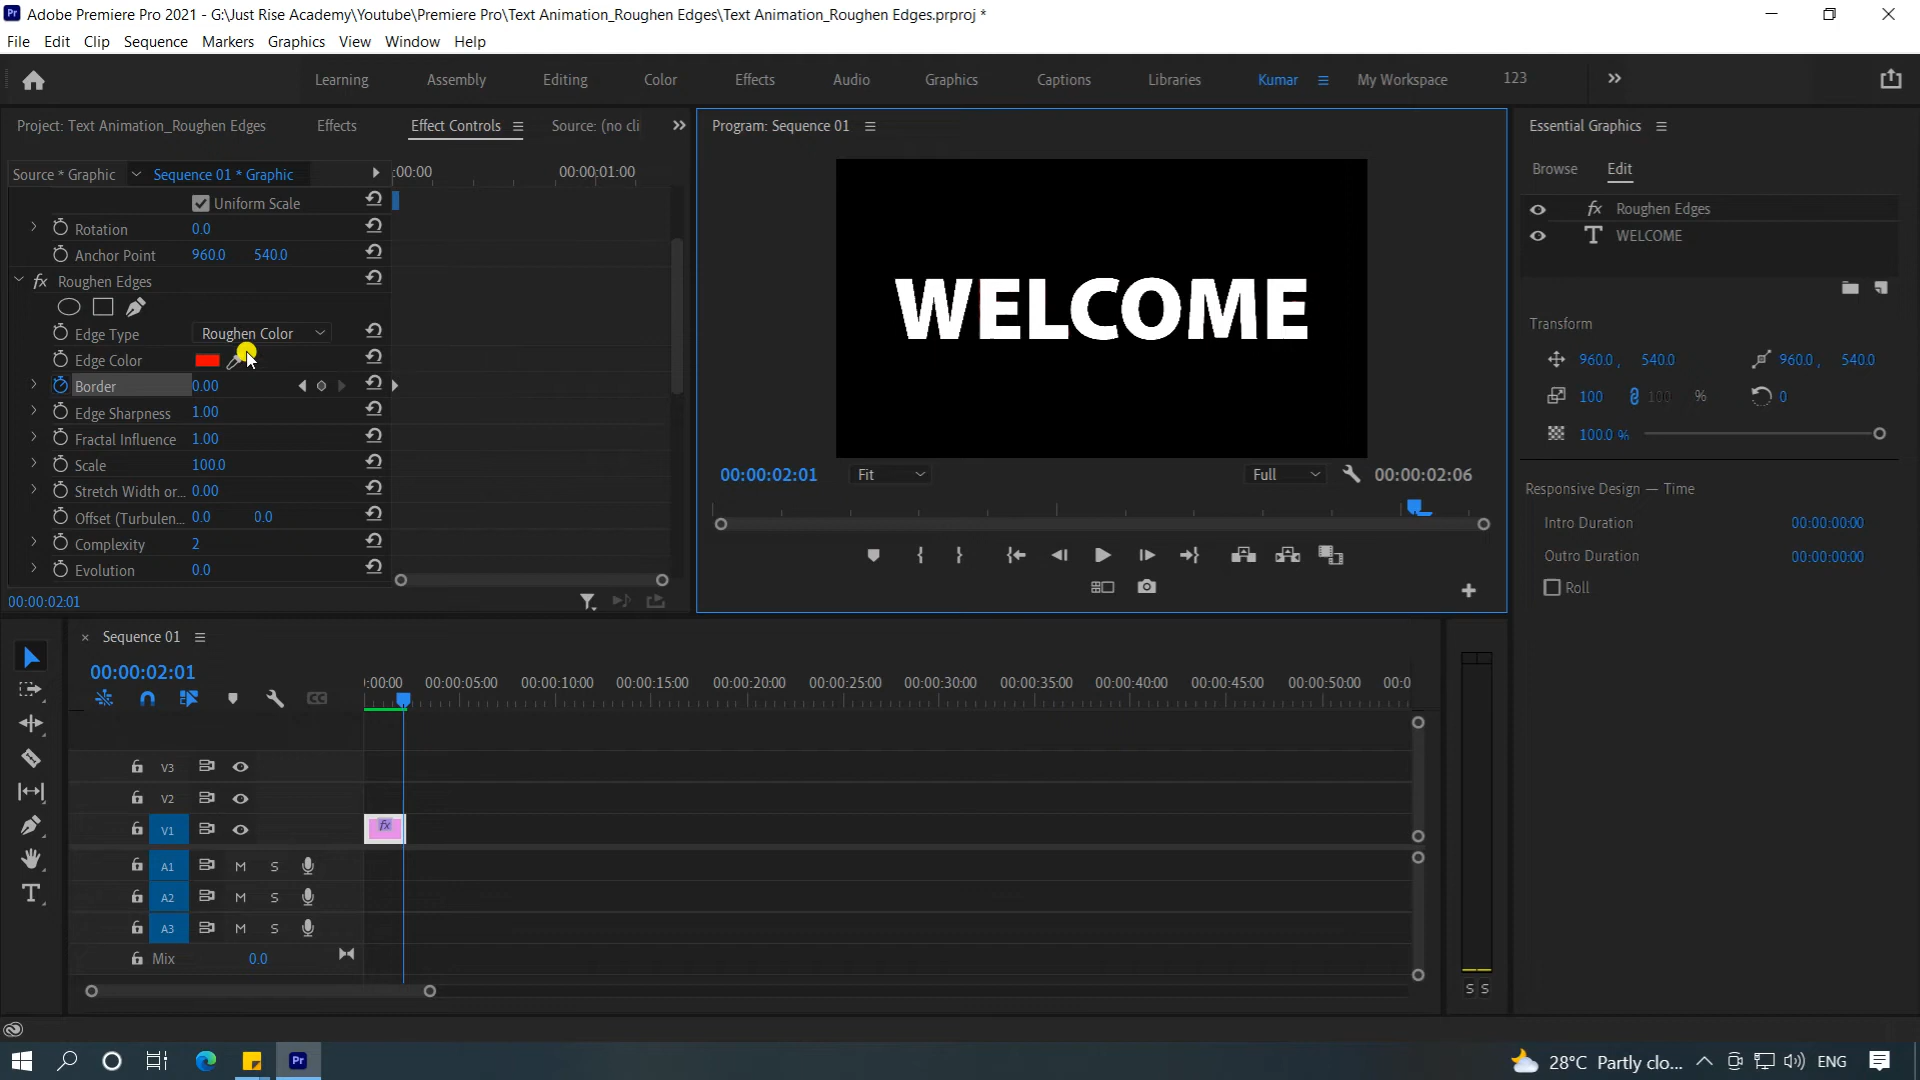 Pr Adobe Premiere Pro 2021 - G:\Just Rise Academy\Youtube\Premiere Pro\Text Animation_Roughen Edges\Text Animation_Roughen Edges.prproj *
File Edit Clip Sequence Markers Graphics View Window Help
Learning Assembly Editing Color Effects Audio Graphics Captions Libraries Kumar My Workspace 123
Project: Text Animation_Roughen Edges Effects Effect Controls Source: (no cli
Source * Graphic Sequence 01 * Graphic :00:00 00:00:01:00
Uniform Scale
Rotation 0.0
Anchor Point 960.0 540.0
fx Roughen Edges
Edge Type Roughen Color
Edge Color
Border 0.00
Edge Sharpness 1.00
Fractal Influence 1.00
Scale 100.0
Stretch Width or... 0.00
Offset (Turbulen... 0.0 0.0
Complexity 2
Evolution 0.0
00:00:02:01
Program: Sequence 01
WELCOME
00:00:02:01 Fit Full 00:00:02:06
Essential Graphics
Browse Edit
fx Roughen Edges
T WELCOME
Transform
960.0 , 540.0 960.0 , 540.0
100 100 % 0
100.0 %
Responsive Design — Time
Intro Duration 00:00:00:00
Outro Duration 00:00:00:00
Roll
× Sequence 01
00:00:02:01
:00:00 00:00:05:00 00:00:10:00 00:00:15:00 00:00:20:00 00:00:25:00 00:00:30:00 00:00:35:00 00:00:40:00 00:00:45:00 00:00:50:00 00:0
CC
V3
V2
V1 fx
A1 M S
A2 M S
A3 M S
Mix 0.0
S S
Pr 28°C Partly clo... ENG